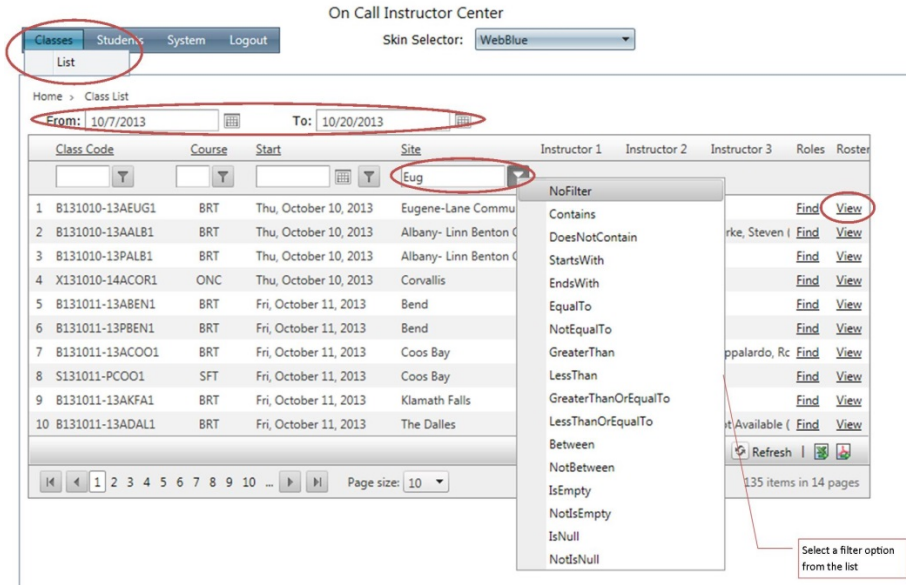 On Call Instructor Center
Classes Students System Logout Skin Selector: WebBlue
List
Home > Class List
From: 10/7/2013 To: 10/20/2013
Class Code Course Start Site Instructor 1 Instructor 2 Instructor 3 Roles Roster
Eug
1 B131010-13AEUG1 BRT Thu, October 10, 2013 Eugene-Lane Commu Find View
2 B131010-13AALB1 BRT Thu, October 10, 2013 Albany- Linn Benton C rke, Steven ( Find View
3 B131010-13PALB1 BRT Thu, October 10, 2013 Albany- Linn Benton C Find View
4 X131010-14ACOR1 ONC Thu, October 10, 2013 Corvallis Find View
5 B131011-13ABEN1 BRT Fri, October 11, 2013 Bend Find View
6 B131011-13PBEN1 BRT Fri, October 11, 2013 Bend Find View
7 B131011-13ACOO1 BRT Fri, October 11, 2013 Coos Bay ppalardo, Rc Find View
8 S131011-PCOO1 SFT Fri, October 11, 2013 Coos Bay Find View
9 B131011-13AKFA1 BRT Fri, October 11, 2013 Klamath Falls Find View
10 B131011-13ADAL1 BRT Fri, October 11, 2013 The Dalles t Available ( Find View
NoFilter
Contains
DoesNotContain
StartsWith
EndsWith
EqualTo
NotEqualTo
GreaterThan
LessThan
GreaterThanOrEqualTo
LessThanOrEqualTo
Between
NotBetween
IsEmpty
NotIsEmpty
IsNull
NotIsNull
Refresh |
1 2 3 4 5 6 7 8 9 10 ... Page size: 10 135 items in 14 pages
Select a filter option
from the list